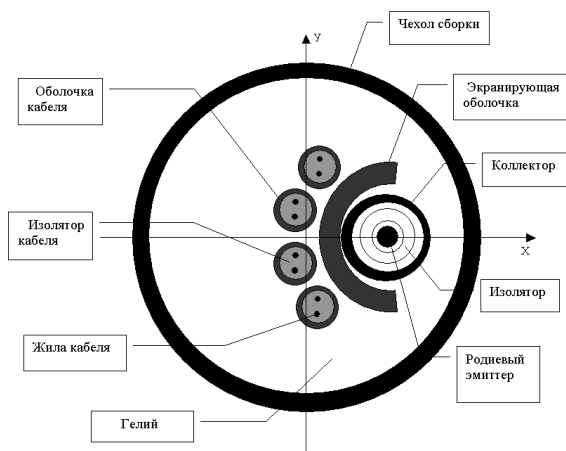 Y
Чехол сборки
Оболочка
кабеля
Экранирующая
оболочка
Коллектор
Изолятор
кабеля
X
Изолятор
Жила кабеля
Родиевый
эмиттер
Гелий